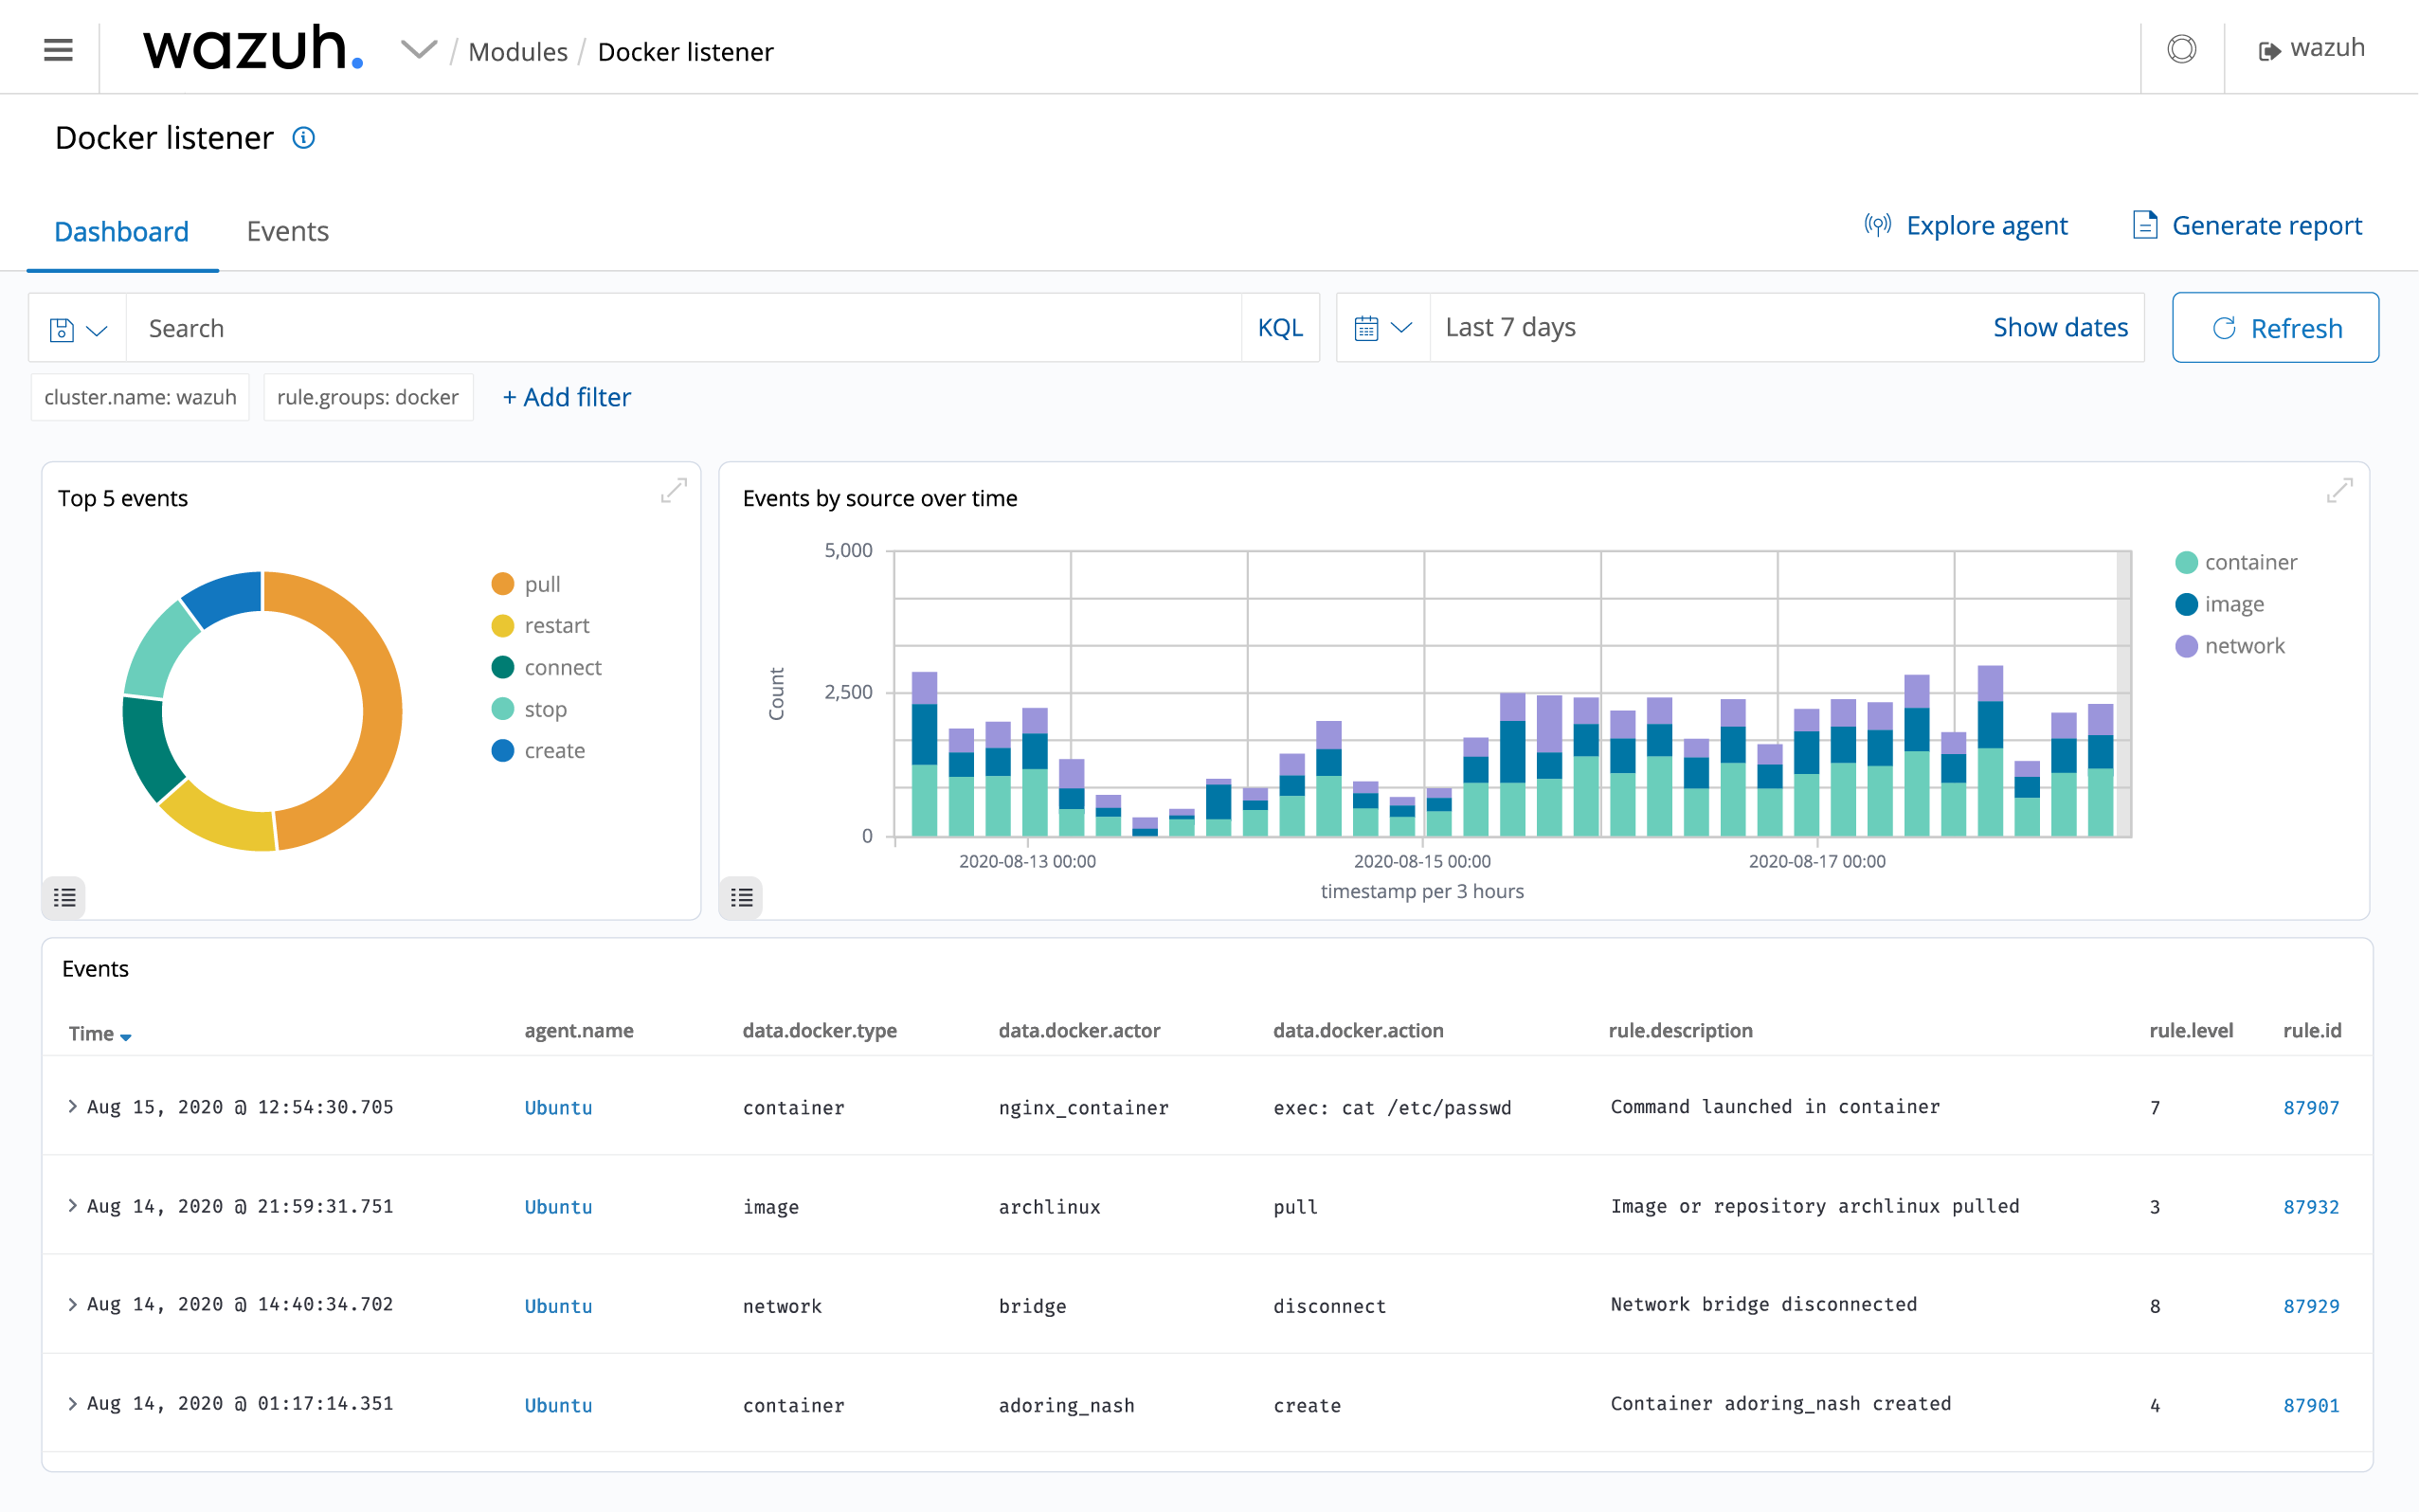 wazuh. / Modules / Docker listener wazuh
Docker listener
Dashboard Events Explore agent Generate report
Search KQL Last 7 days Show dates Refresh
cluster.name: wazuh rule.groups: docker + Add filter
Top 5 events
pull
restart
connect
stop
create
Events by source over time
5,000
2,500
0
Count
2020-08-13 00:00 2020-08-15 00:00 2020-08-17 00:00
timestamp per 3 hours
container
image
network
Events
Time agent.name data.docker.type data.docker.actor data.docker.action rule.description rule.level rule.id
Aug 15, 2020 @ 12:54:30.705 Ubuntu container nginx_container exec: cat /etc/passwd Command launched in container 7 87907
Aug 14, 2020 @ 21:59:31.751 Ubuntu image archlinux pull Image or repository archlinux pulled 3 87932
Aug 14, 2020 @ 14:40:34.702 Ubuntu network bridge disconnect Network bridge disconnected 8 87929
Aug 14, 2020 @ 01:17:14.351 Ubuntu container adoring_nash create Container adoring_nash created 4 87901